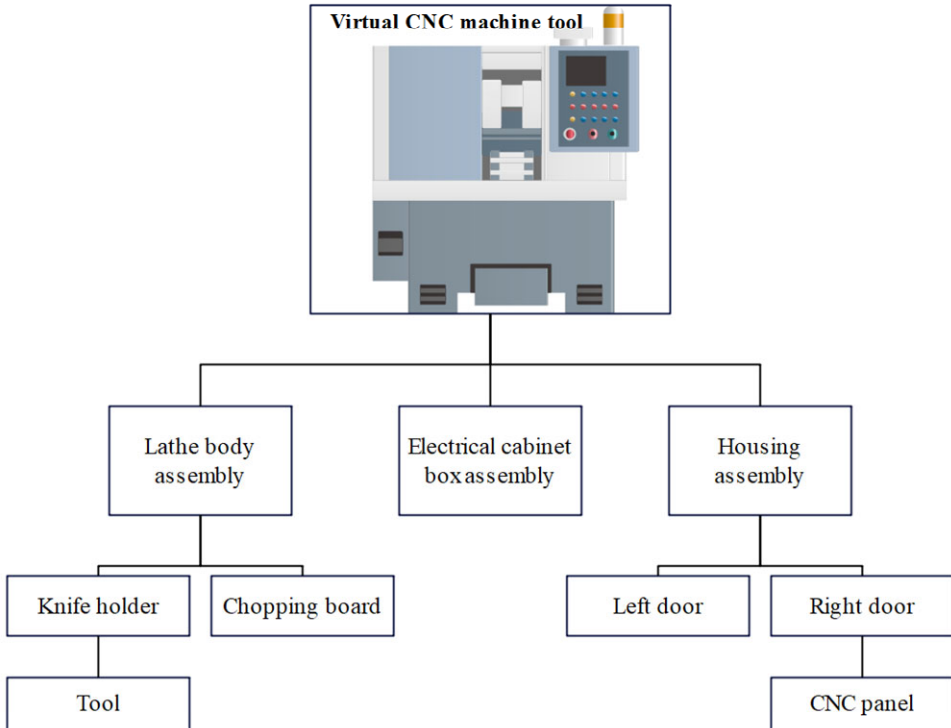 Virtual CNC machine tool
Lathe body
assembly
Electrical cabinet
box assembly
Housing
assembly
Knife holder
Chopping board
Left door
Right door
Tool
CNC panel